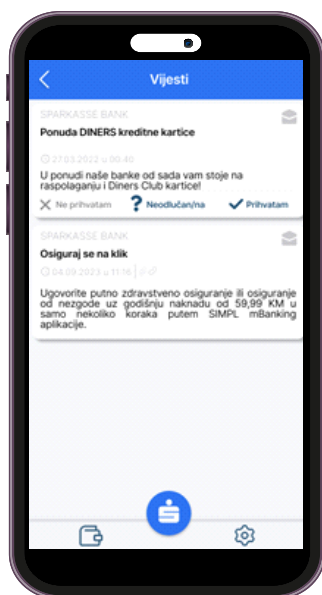 Vijesti
SPARKASSE BANK
Ponuda DINERS kreditne kartice
27.03.2022 u 00:40
U ponudi naše banke od sada vam stoje na
raspolaganju i Diners Club kartice!
Ne prihvatam ? Neodlučan/na Prihvatam
SPARKASSE BANK
Osiguraj se na klik
04.09.2023 u 11:16 |
Ugovorite putno zdravstveno osiguranje ili osiguranje
od nezgode uz godišnju naknadu od 59,99 KM u
samo nekoliko koraka putem SIMPL mBanking
aplikacije.